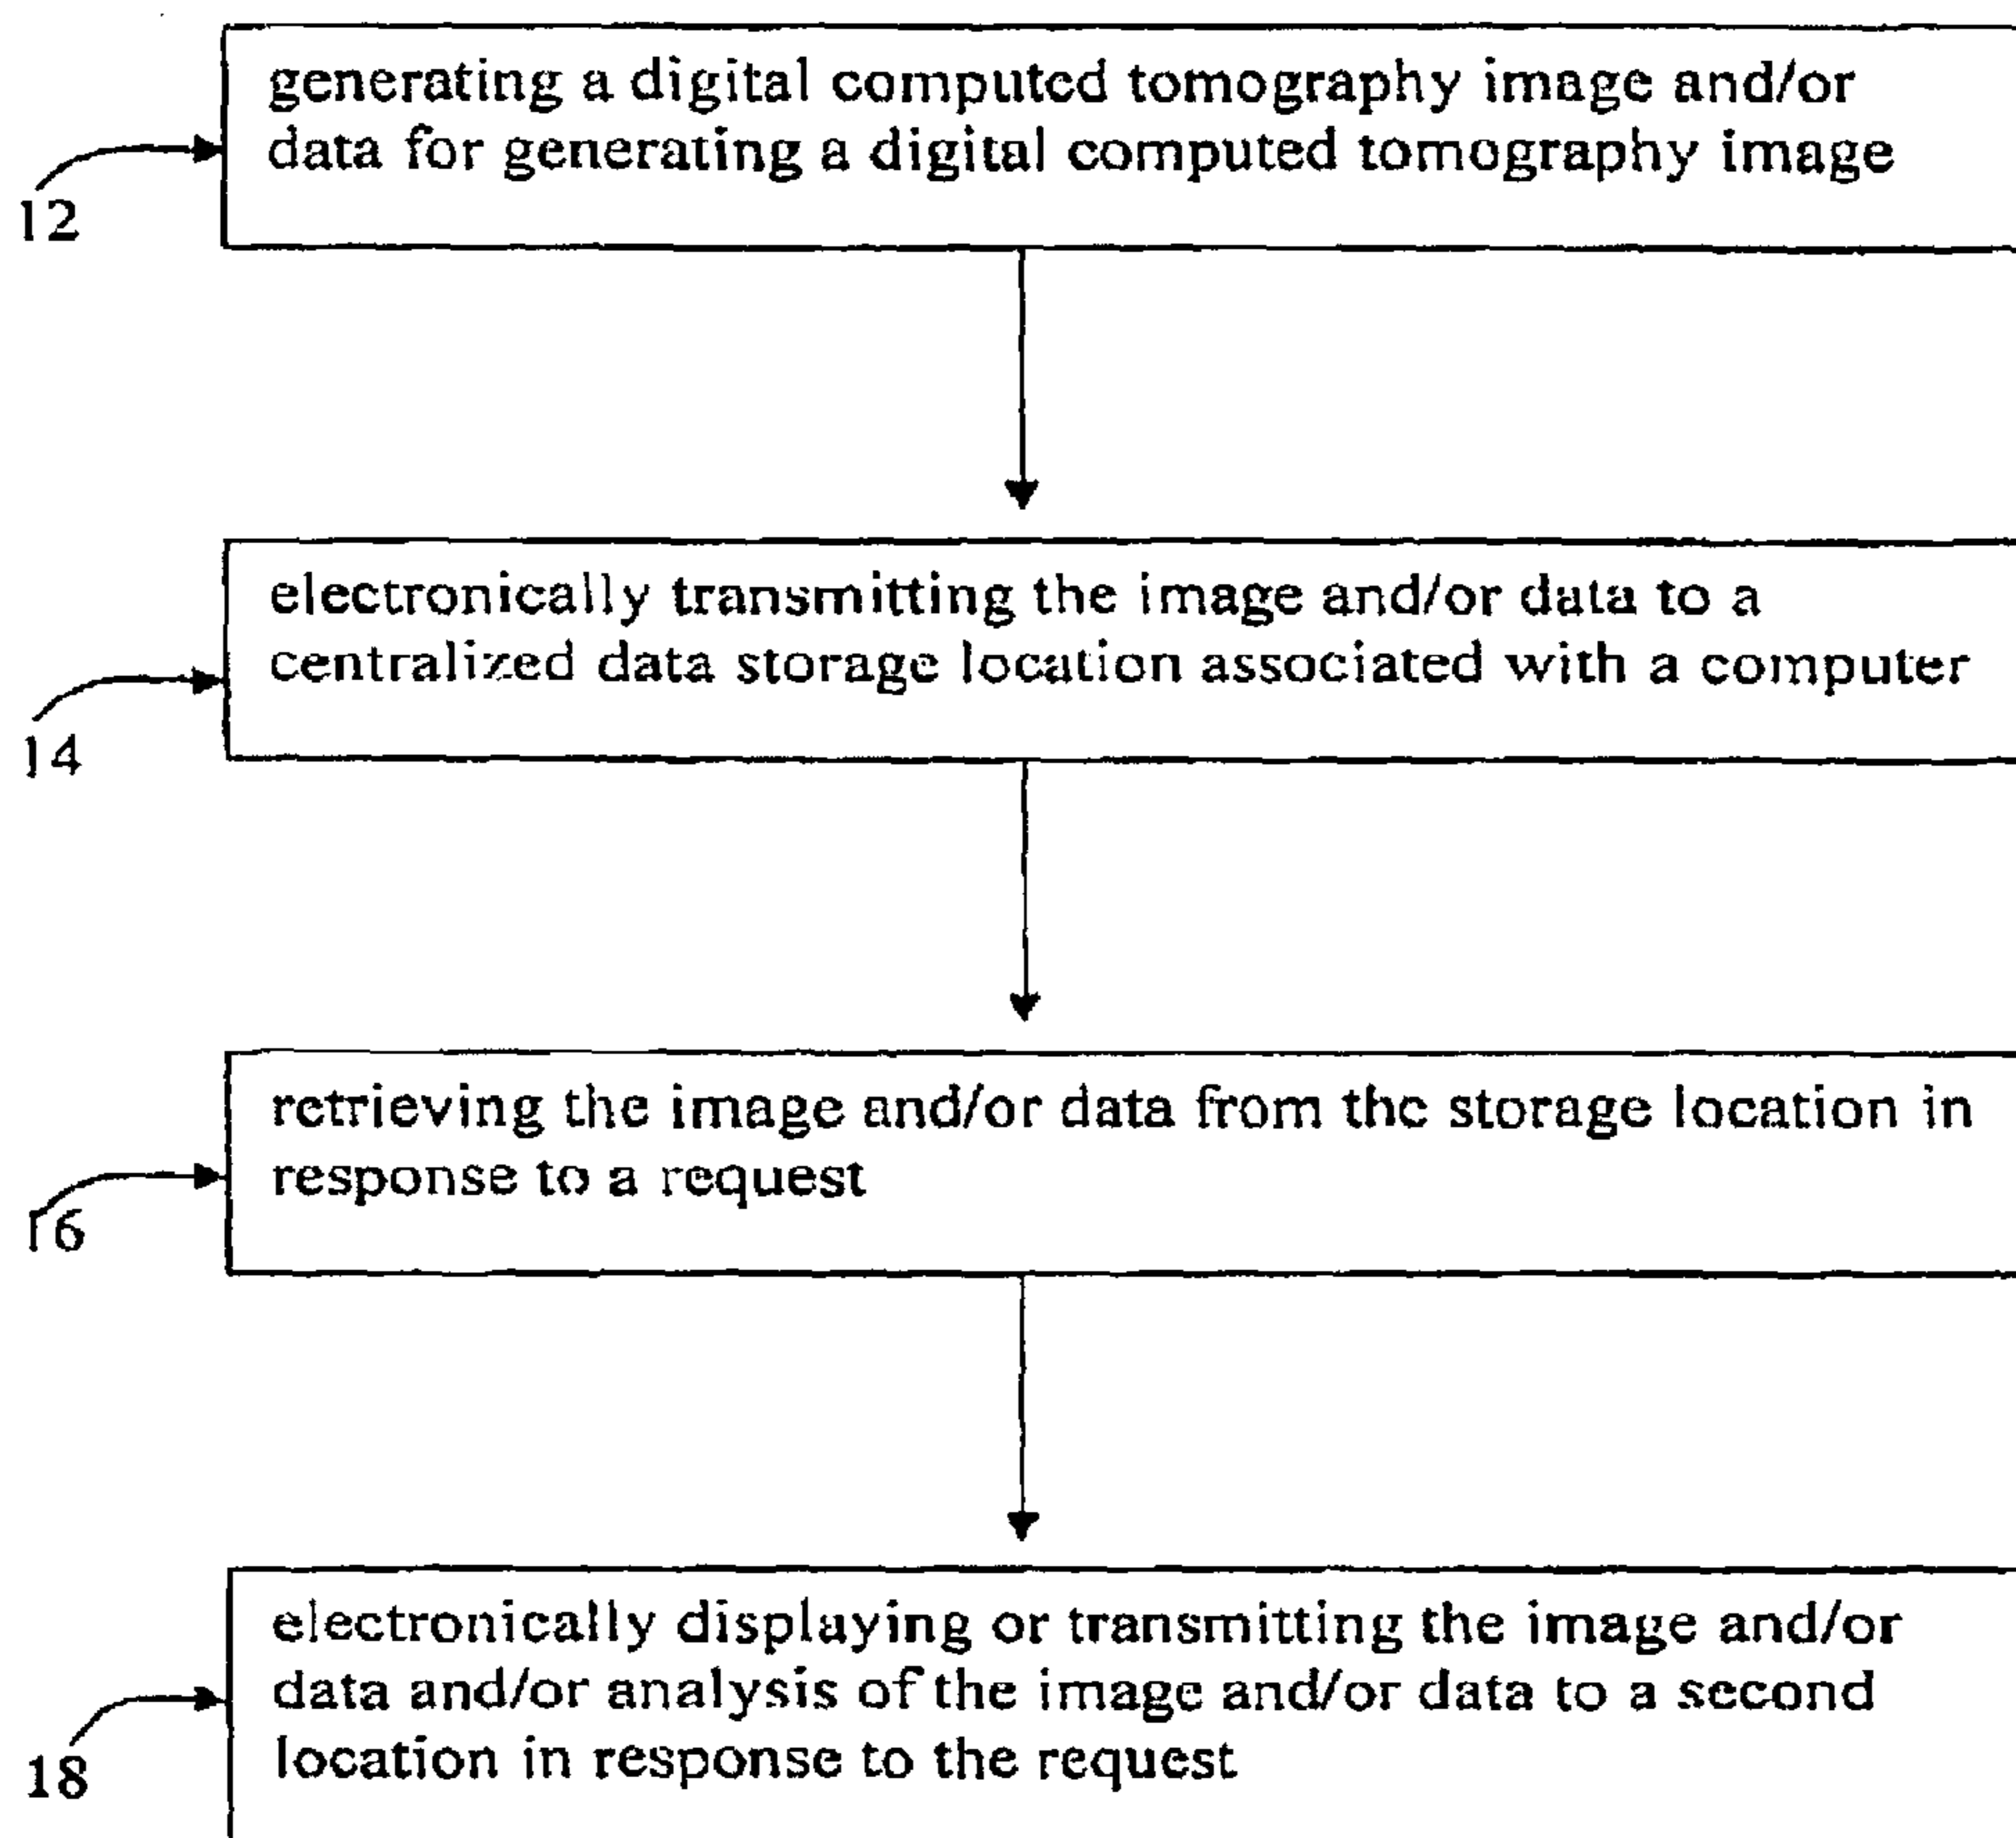 generating a digital computed tomography image and/or
data for generating a digital computed tomography image
12
electronically transmitting the image and/or data to a
centralized data storage location associated with a computer
14
retrieving the image and/or data from the storage location in
response to a request
16
electronically displaying or transmitting the image and/or
data and/or analysis of the image and/or data to a second
location in response to the request
18